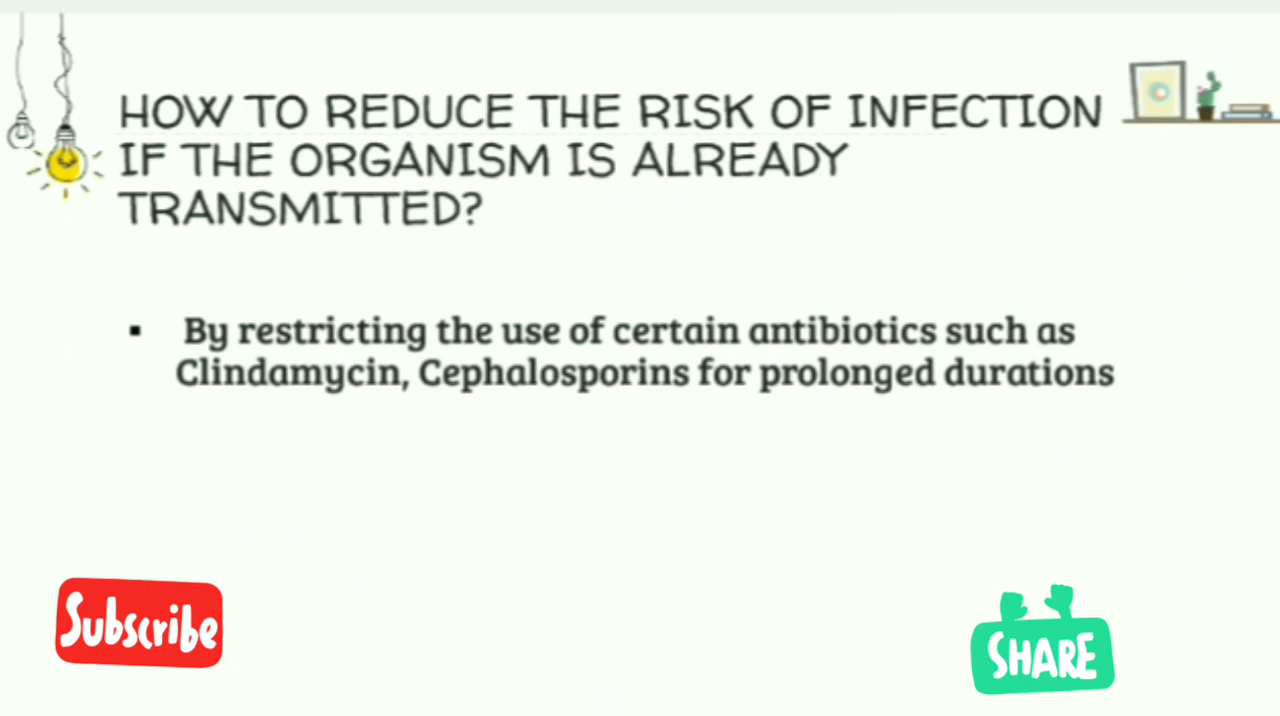 HOW TO REDUCE THE RISK OF INFECTION
IF THE ORGANISM IS ALREADY
TRANSMITTED?
▪ By restricting the use of certain antibiotics such as
Clindamycin, Cephalosporins for prolonged durations
Subscribe
SHARE